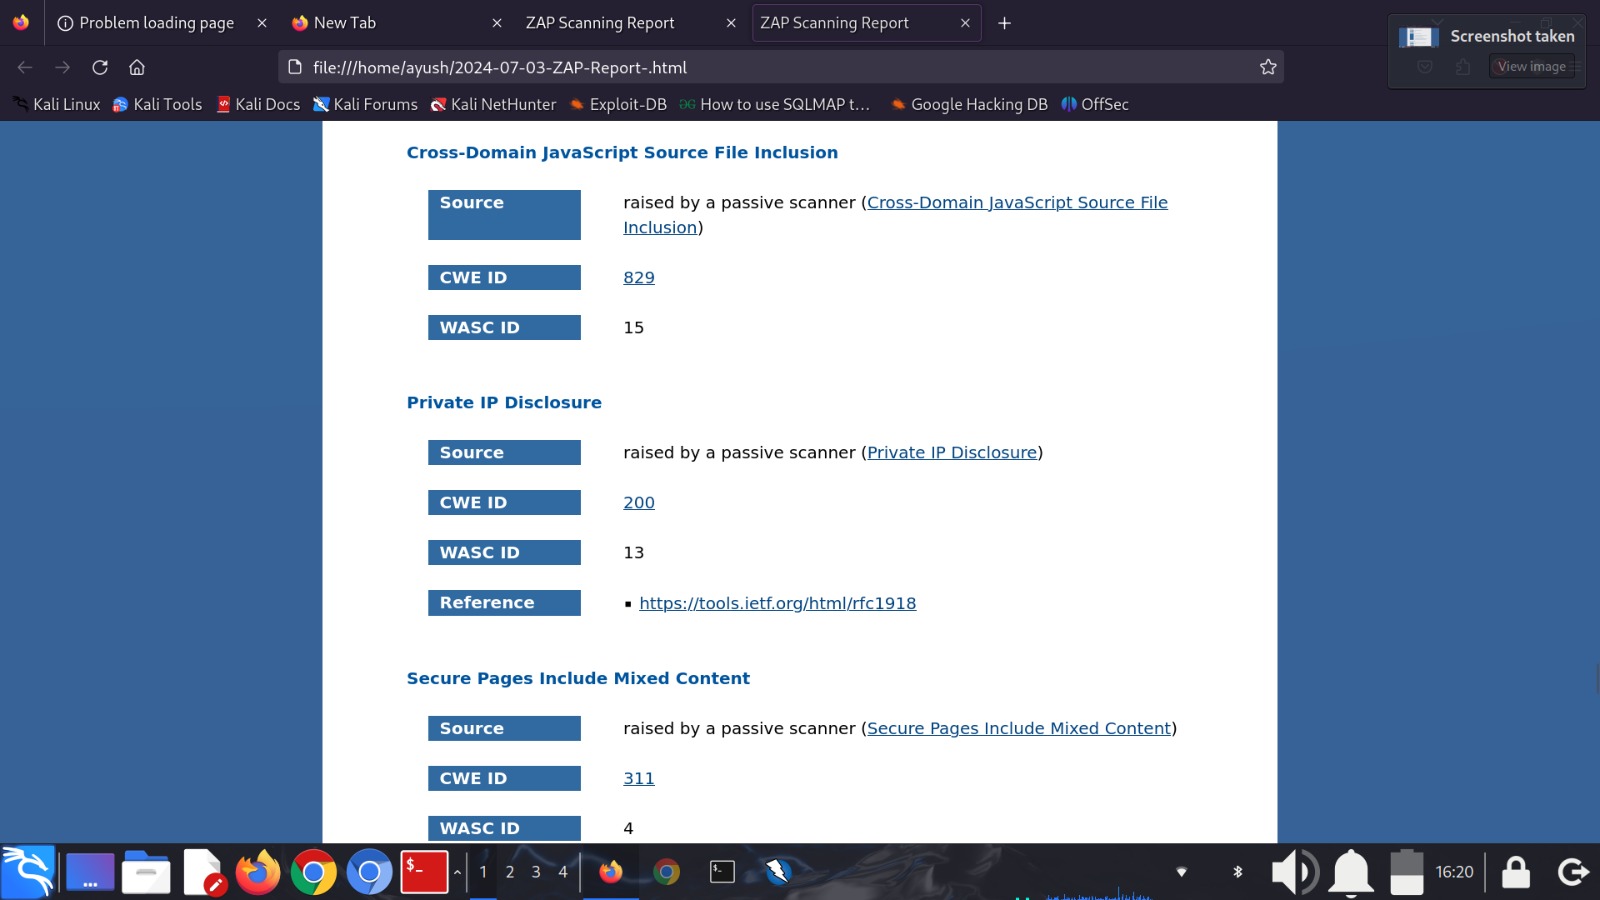 Problem loading page
New Tab
ZAP Scanning Report
ZAP Scanning Report
Screenshot taken
View image
file:///home/ayush/2024-07-03-ZAP-Report-.html
Kali Linux
Kali Tools
Kali Docs
Kali Forums
Kali NetHunter
Exploit-DB
How to use SQLMAP t…
Google Hacking DB
OffSec
Cross-Domain JavaScript Source File Inclusion
Source raised by a passive scanner (Cross-Domain JavaScript Source File
Inclusion)
CWE ID 829
WASC ID 15
Private IP Disclosure
Source raised by a passive scanner (Private IP Disclosure)
CWE ID 200
WASC ID 13
Reference ▪ https://tools.ietf.org/html/rfc1918
Secure Pages Include Mixed Content
Source raised by a passive scanner (Secure Pages Include Mixed Content)
CWE ID 311
WASC ID 4
$_ 1 2 3 4 $_ 16:20